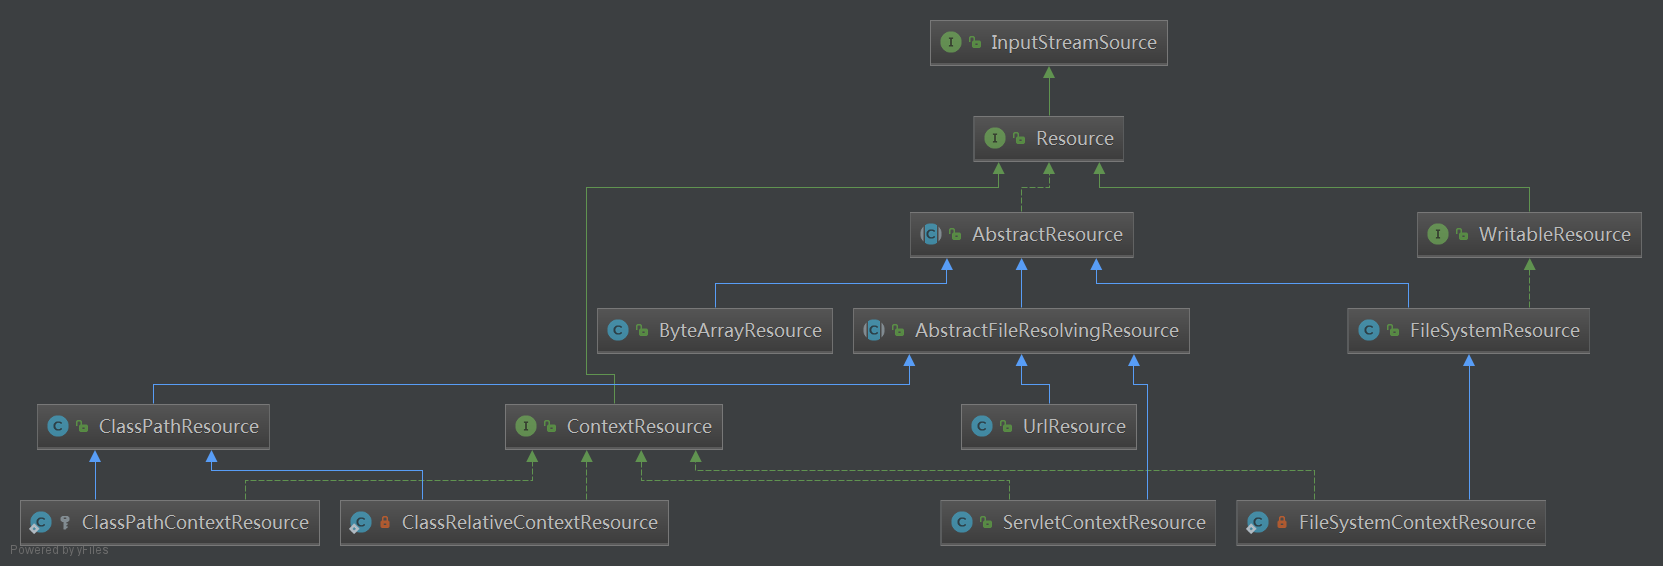 InputStreamSource
Resource
AbstractResource
WritableResource
ByteArrayResource
AbstractFileResolvingResource
FileSystemResource
ClassPathResource
ContextResource
UrlResource
ClassPathContextResource
ClassRelativeContextResource
ServletContextResource
FileSystemContextResource
Powered by yFiles